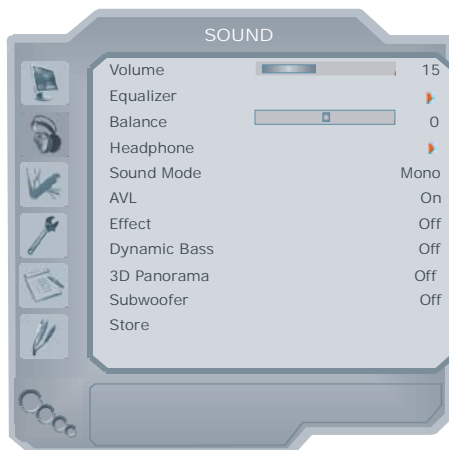 SOUND
Volume 15
Equalizer
Balance 0
Headphone
Sound Mode Mono
AVL On
Effect Off
Dynamic Bass Off
3D Panorama Off
Subwoofer Off
Store